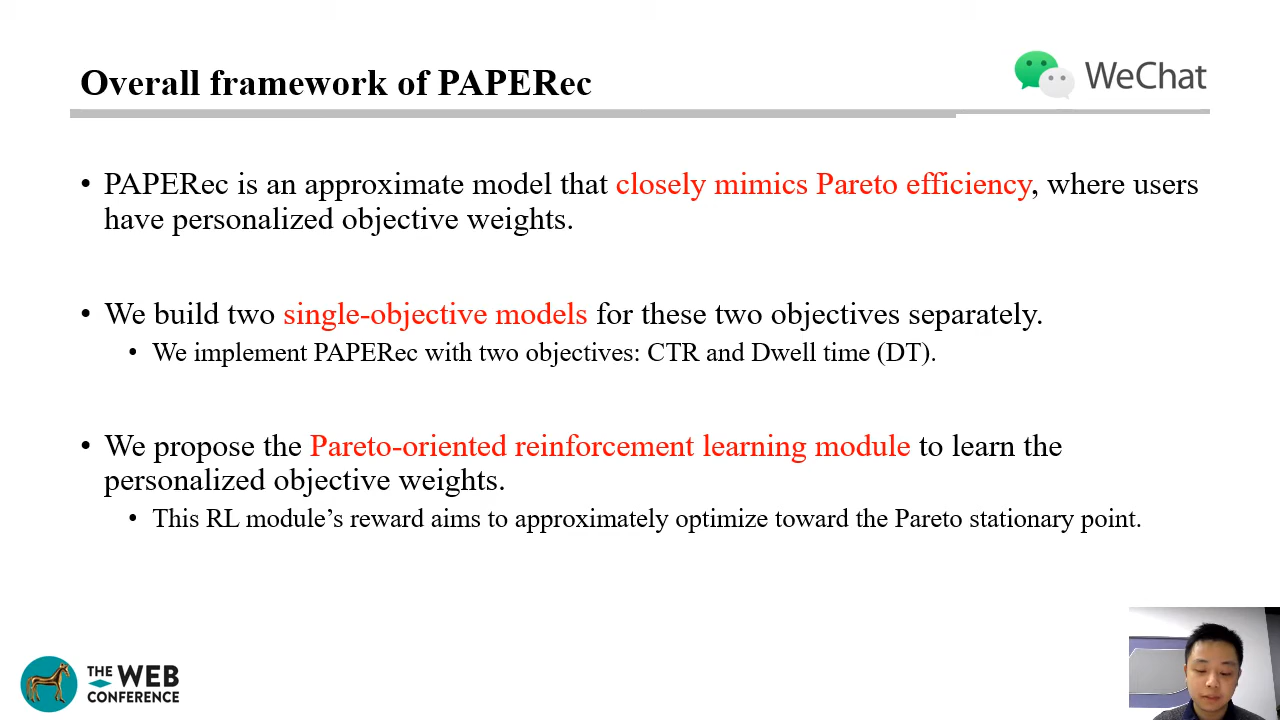 Overall framework of PAPERec
WeChat
• PAPERec is an approximate model that closely mimics Pareto efficiency, where users
have personalized objective weights.
• We build two single-objective models for these two objectives separately.
• We implement PAPERec with two objectives: CTR and Dwell time (DT).
• We propose the Pareto-oriented reinforcement learning module to learn the
personalized objective weights.
• This RL module’s reward aims to approximately optimize toward the Pareto stationary point.
THE WEB
CONFERENCE